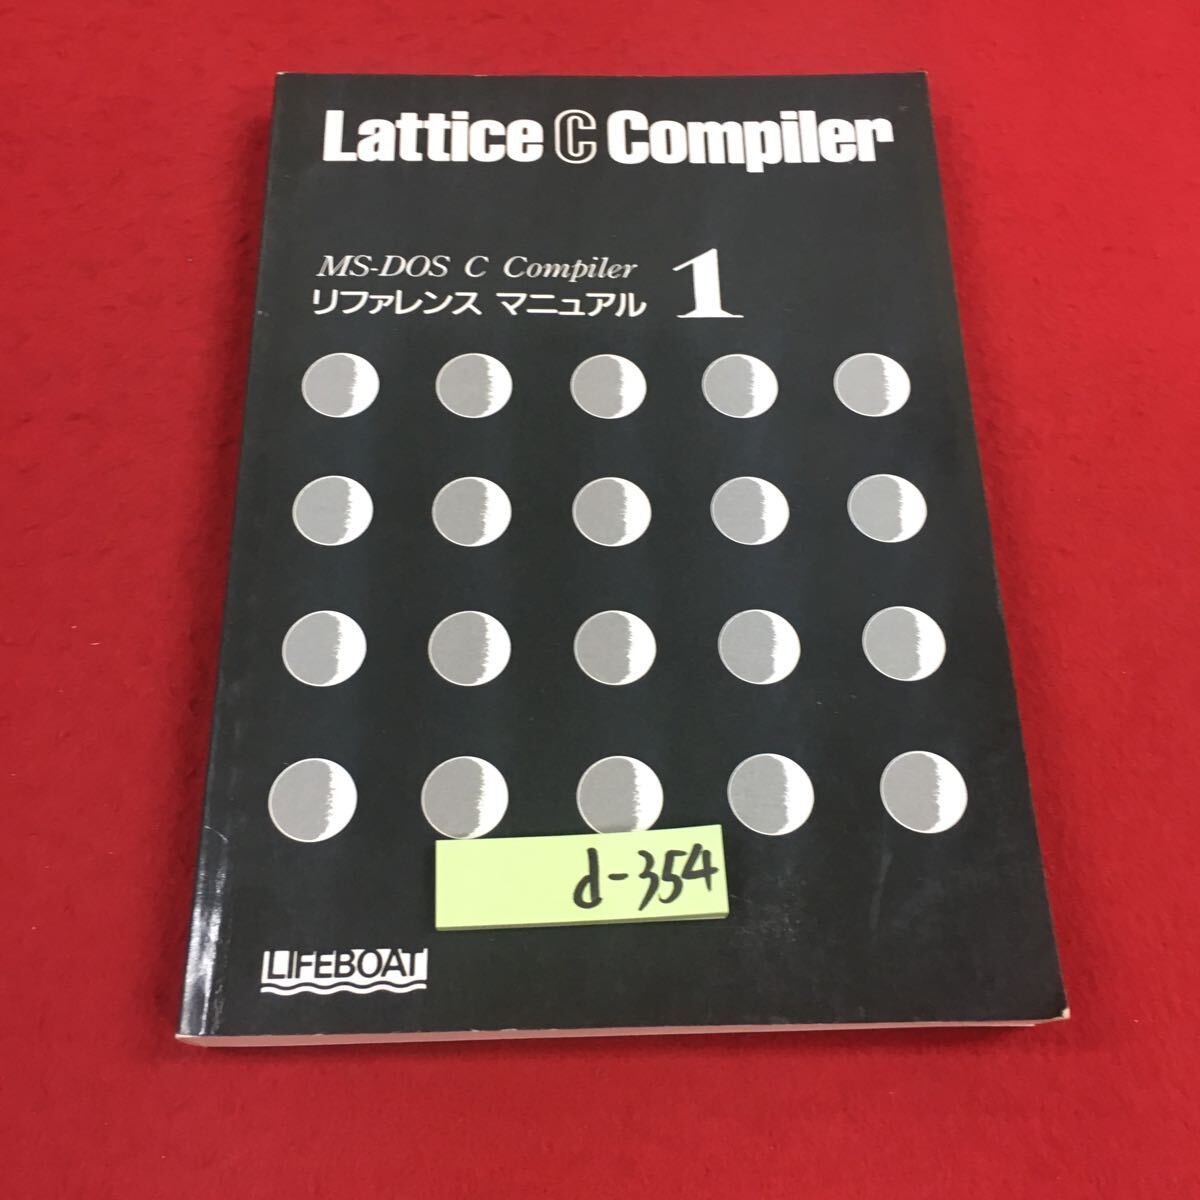 Lattice C Compiler
MS-DOS C Compiler
リファレンス マニュアル 1
d-354
LIFEBOAT